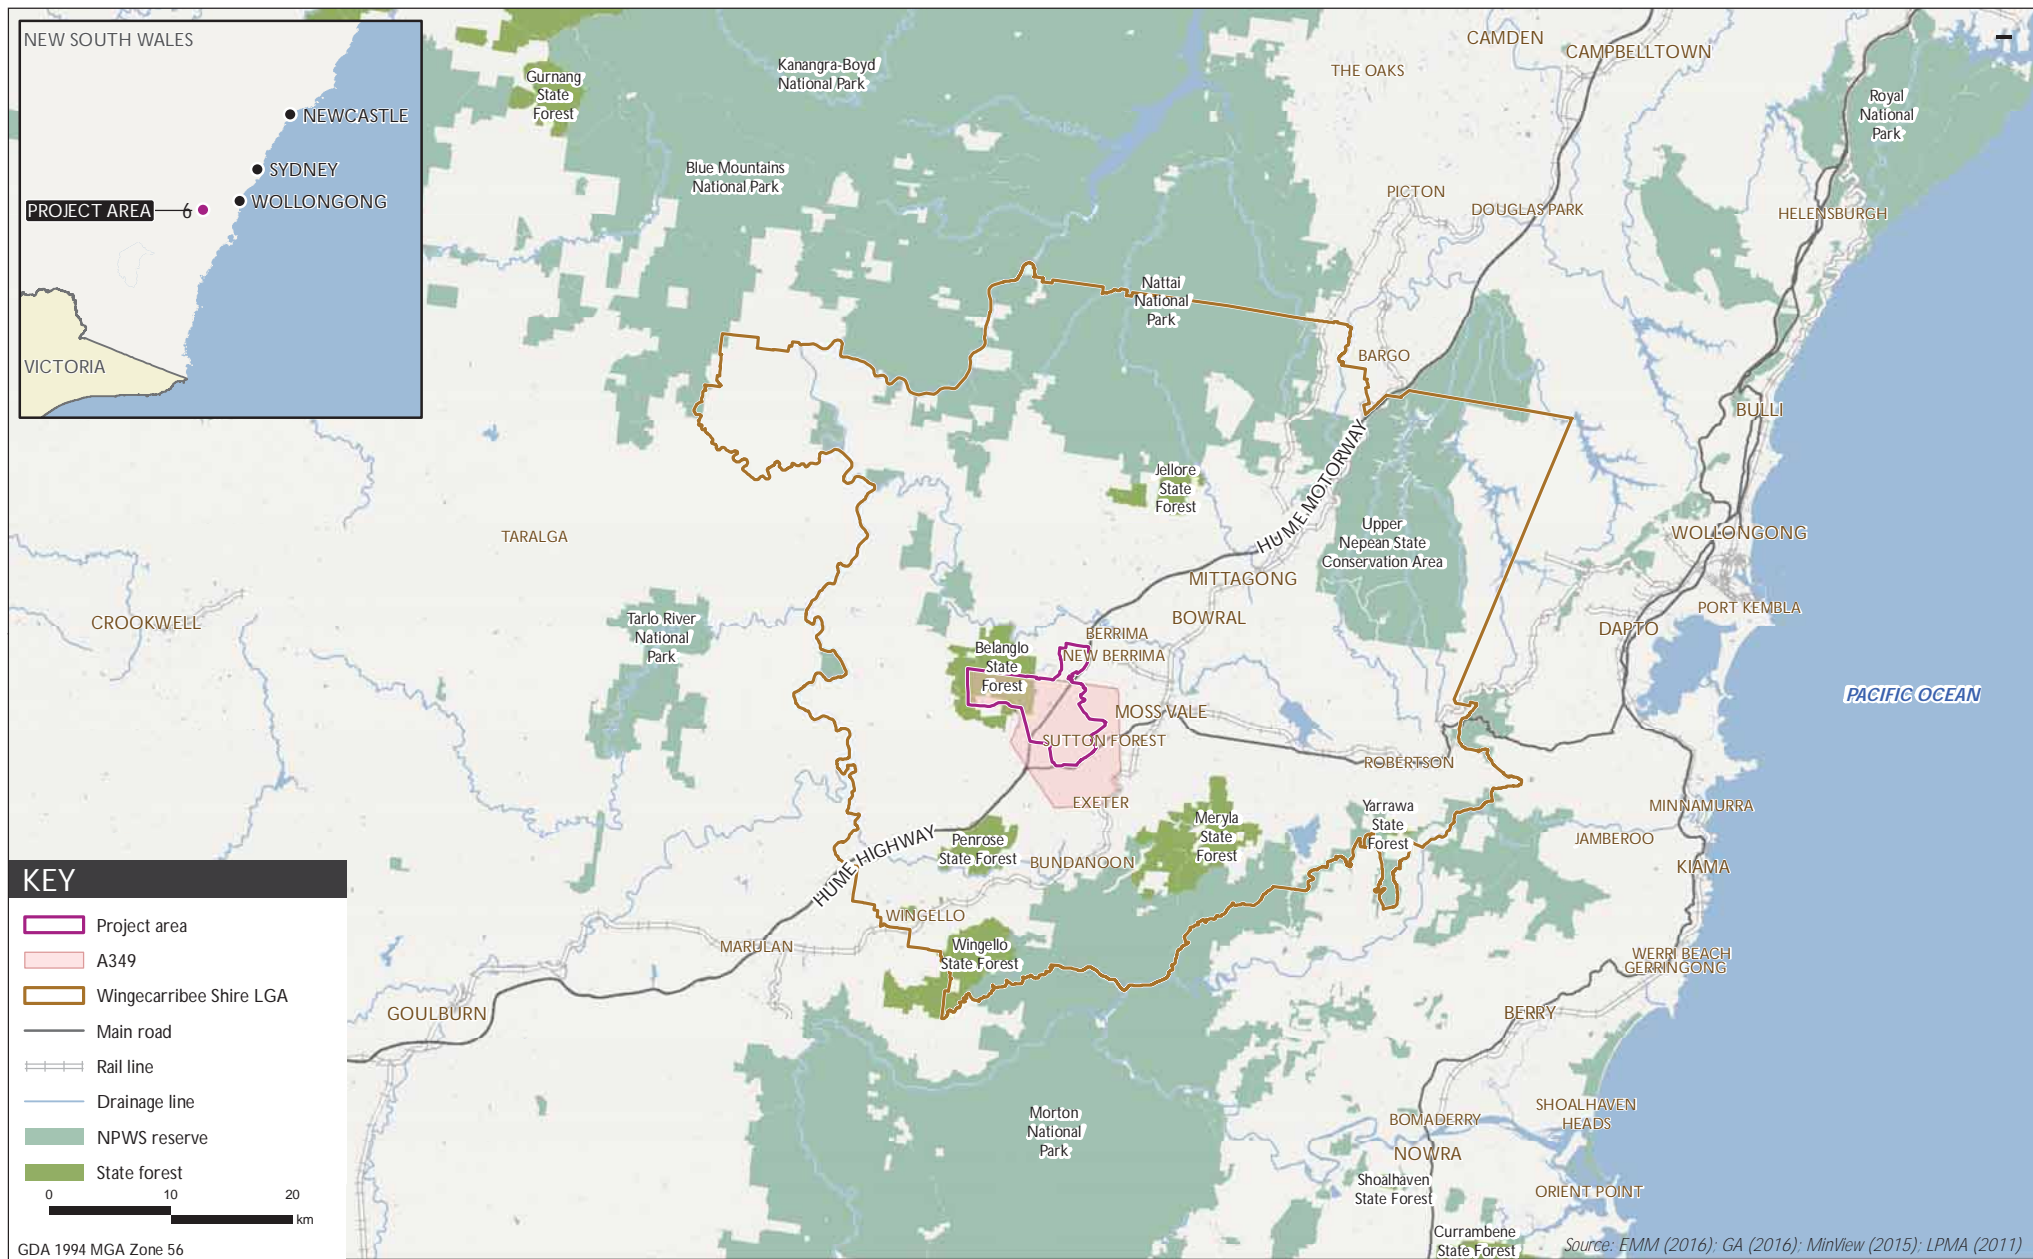 NEW SOUTH WALES
NEWCASTLE
SYDNEY
WOLLONGONG
PROJECT AREA
6
VICTORIA
Gurnang
State
Forest
Kanangra-Boyd
National Park
Blue Mountains
National Park
CAMDEN
CAMPBELLTOWN
THE OAKS
Royal
National
Park
PICTON
DOUGLAS PARK
HELENSBURGH
Nattai
National
Park
BARGO
BULLI
HUME MOTORWAY
Jellore
State
Forest
Upper
Nepean State
Conservation Area
WOLLONGONG
TARALGA
MITTAGONG
PORT KEMBLA
CROOKWELL
Tarlo River
National
Park
BOWRAL
DAPTO
BERRIMA
NEW BERRIMA
Belanglo
State
Forest
PACIFIC OCEAN
MOSS VALE
SUTTON FOREST
ROBERTSON
EXETER
Yarrawa
State
Forest
MINNAMURRA
Meryla
State
Forest
JAMBEROO
HUME HIGHWAY
Penrose
State Forest
BUNDANOON
KIAMA
WINGELLO
MARULAN
Wingello
State Forest
WERRI BEACH
GERRINGONG
GOULBURN
BERRY
Morton
National
Park
BOMADERRY
SHOALHAVEN
HEADS
NOWRA
Shoalhaven
State Forest
ORIENT POINT
Currambene
State Forest
KEY
Project area
A349
Wingecarribee Shire LGA
Main road
Rail line
Drainage line
NPWS reserve
State forest
0 10 20
km
GDA 1994 MGA Zone 56
Source: EMM (2016); GA (2016); MinView (2015); LPMA (2011)